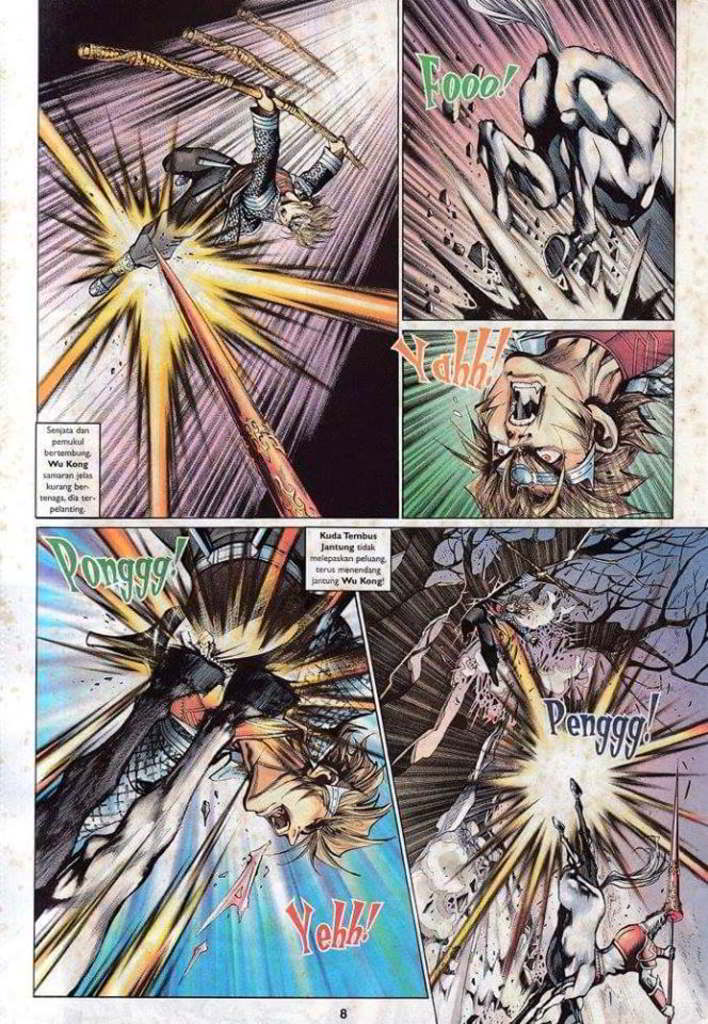 Senjata dan
pemukul
bertembung,
Wu Kong
samaran jelas
kurang ber-
tenaga, dia ter-
pelanting.
Fooo!
Yahh!
Ponggg!
Kuda Tembus
Jantung tidak
melepaskan peluang,
terus menendang
jantung Wu Kong!
Yehh!
Penggg!
8